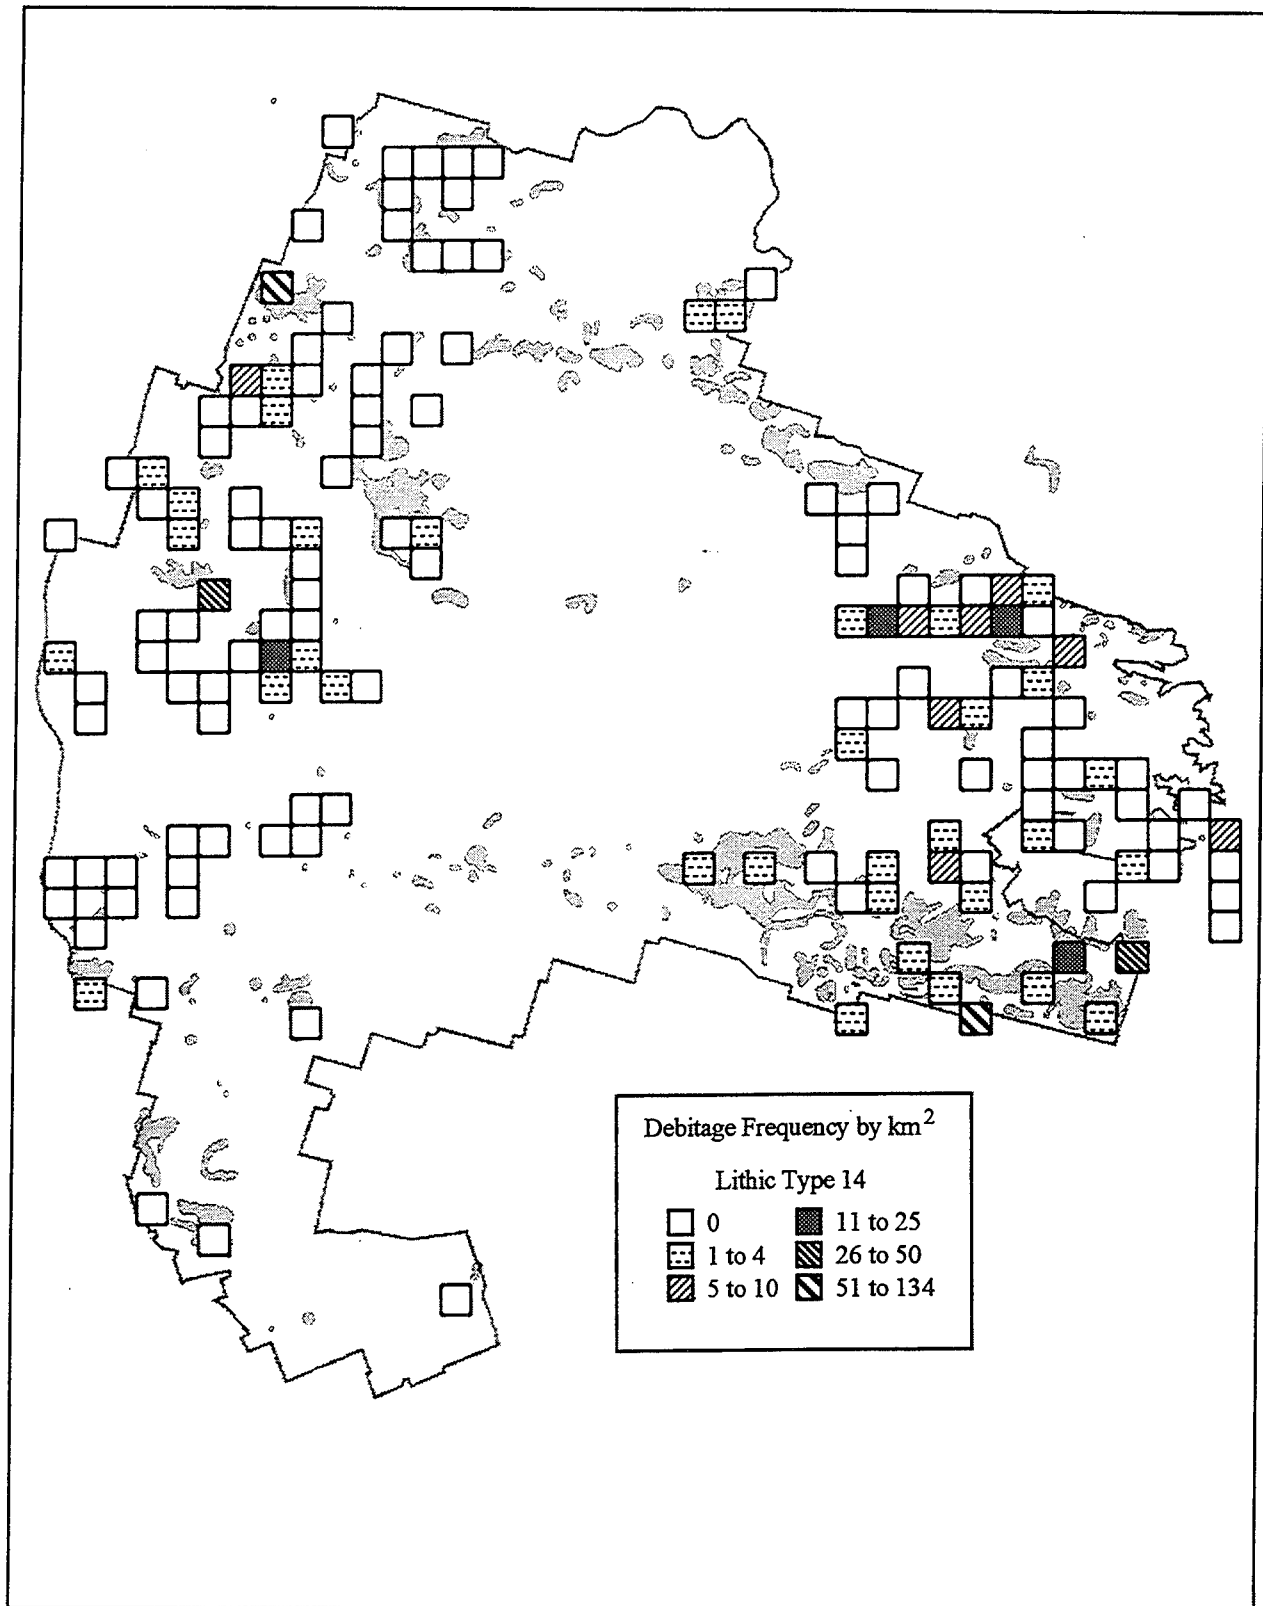 Debitage Frequency by km²
Lithic Type 14
0
11 to 25
1 to 4
26 to 50
5 to 10
51 to 134